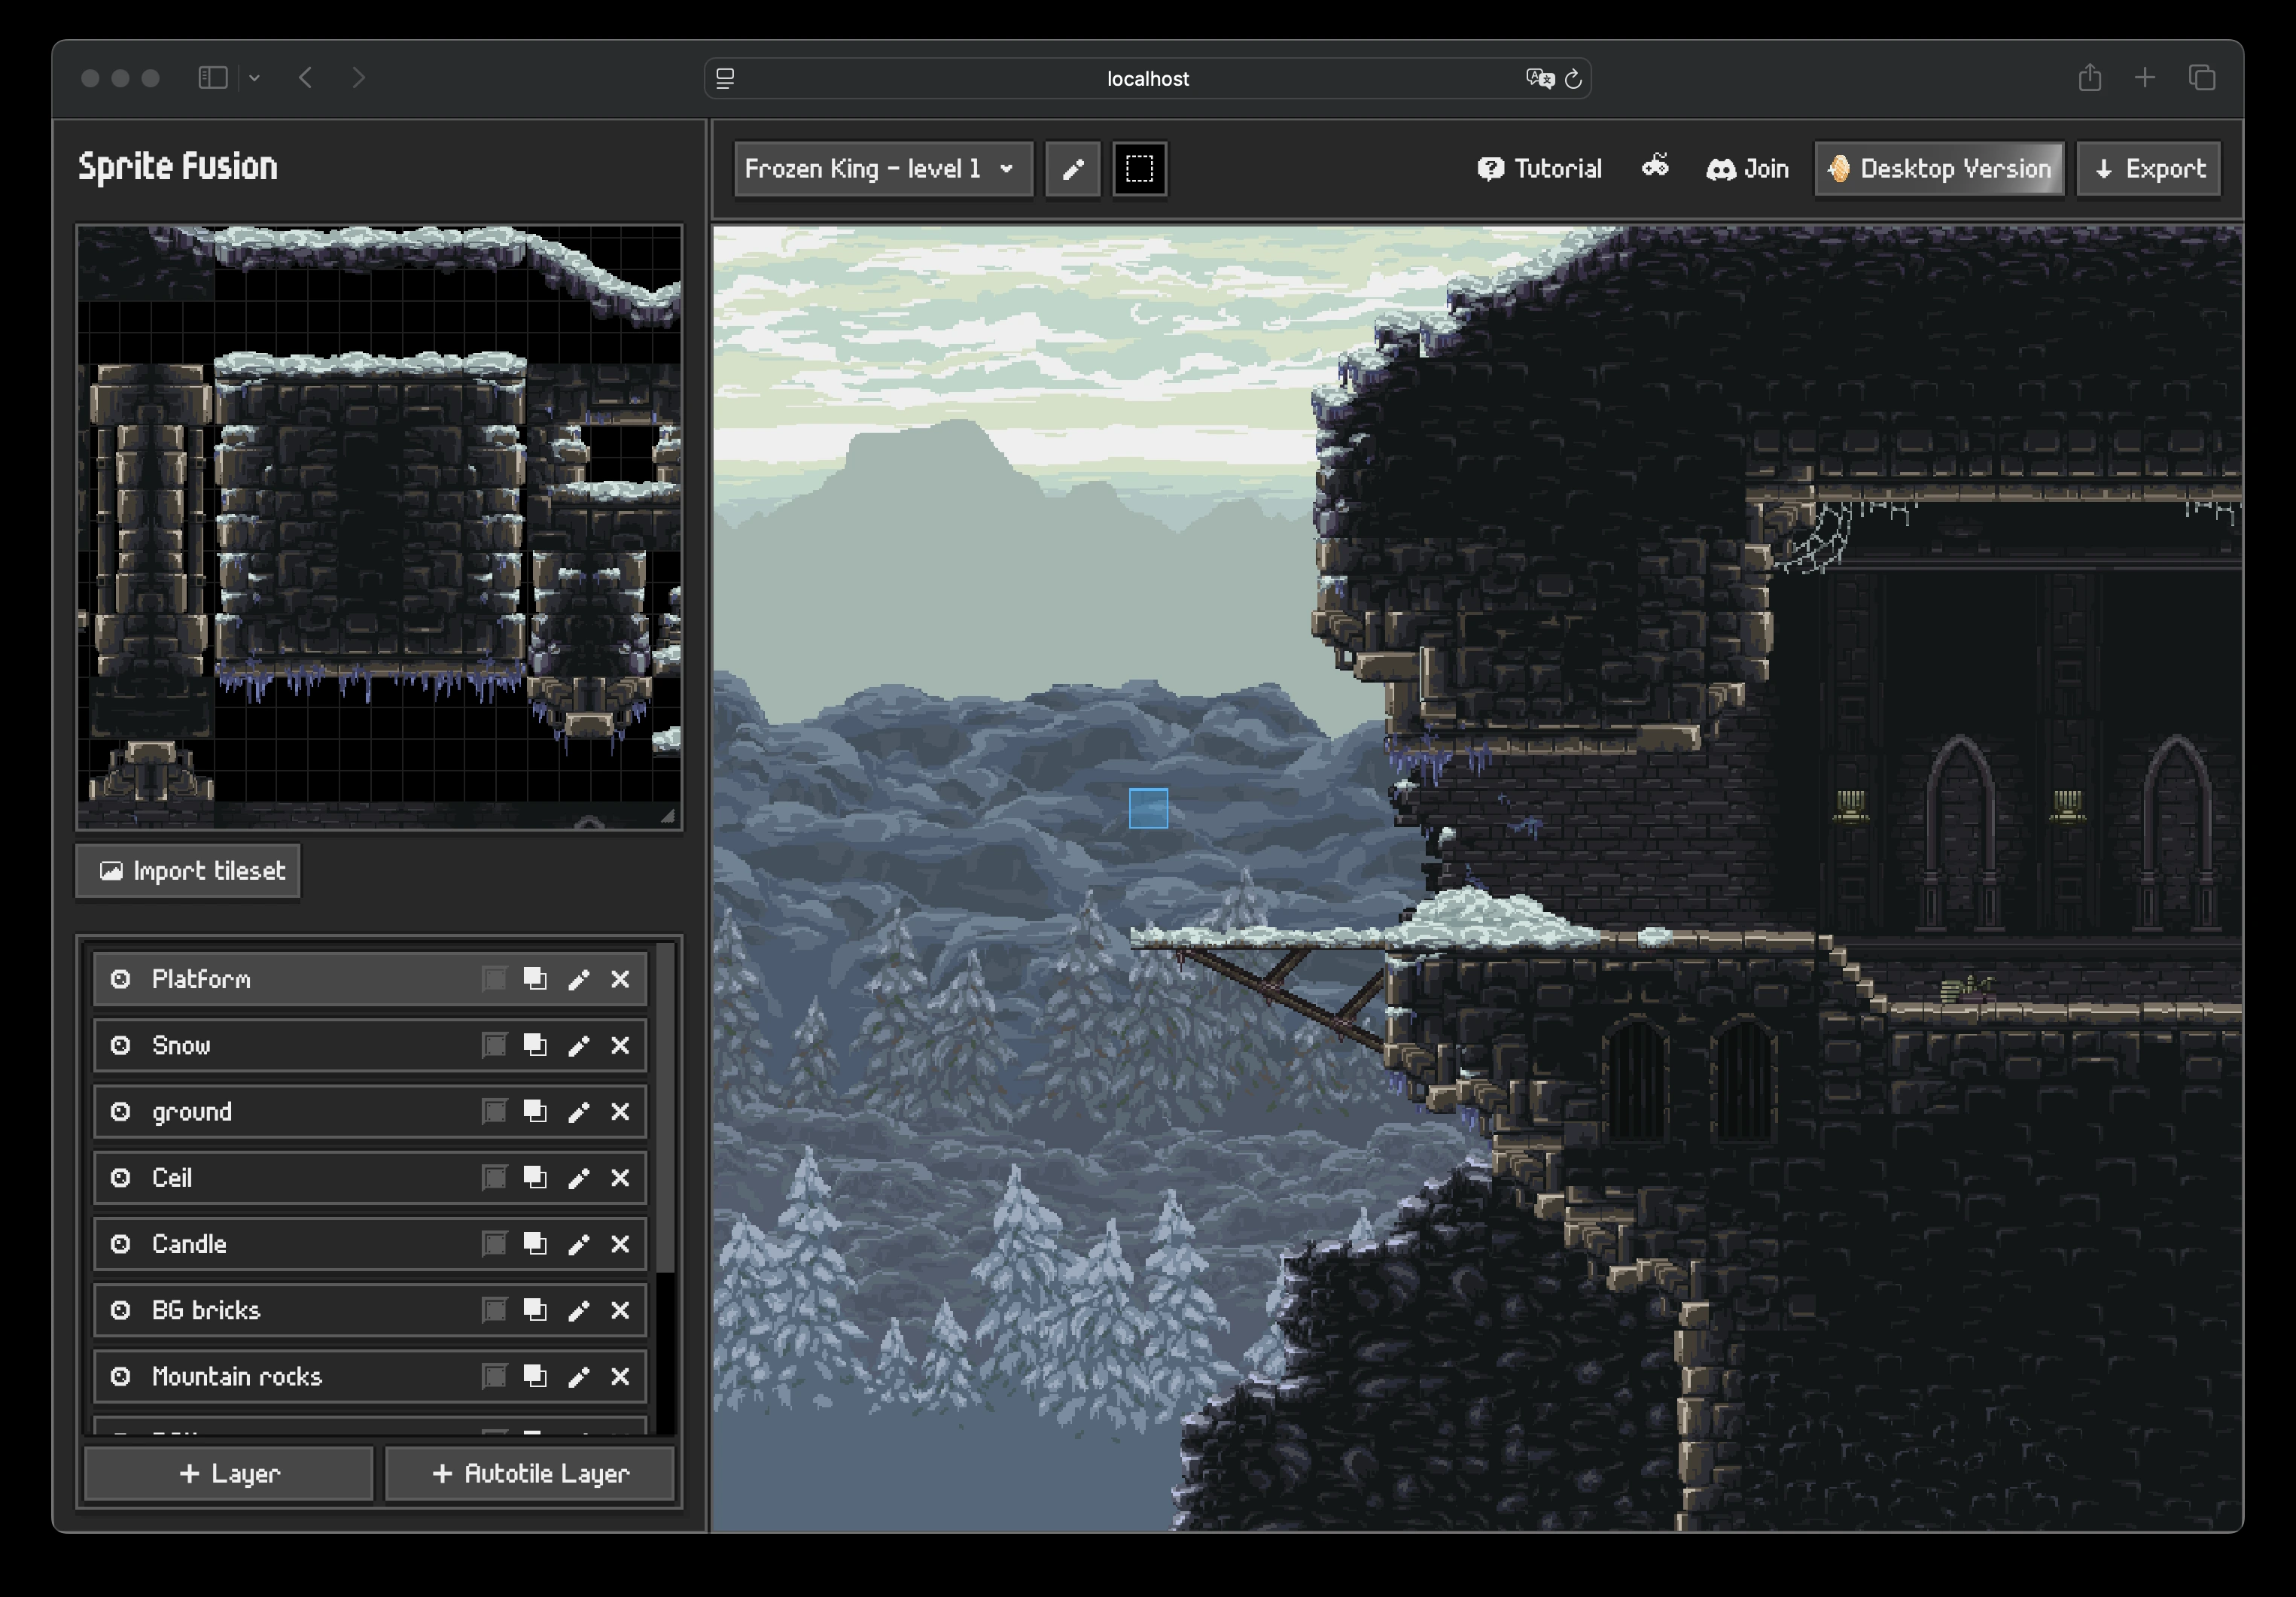 localhost
Sprite Fusion
Frozen King - level 1
Tutorial
Join
Desktop Version
Export
Import tileset
Platform
Snow
ground
Ceil
Candle
BG bricks
Mountain rocks
+ Layer
+ Autotile Layer